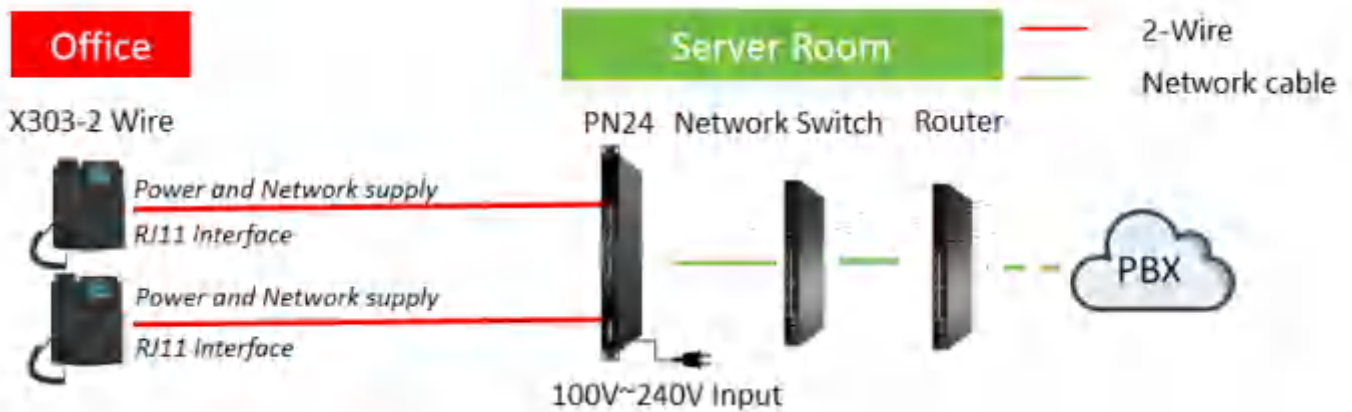 Office
Server Room
2-Wire
Network cable
X303-2 Wire
PN24 Network Switch Router
Power and Network supply
RJ11 Interface
Power and Network supply
RJ11 Interface
PBX
100V~240V Input